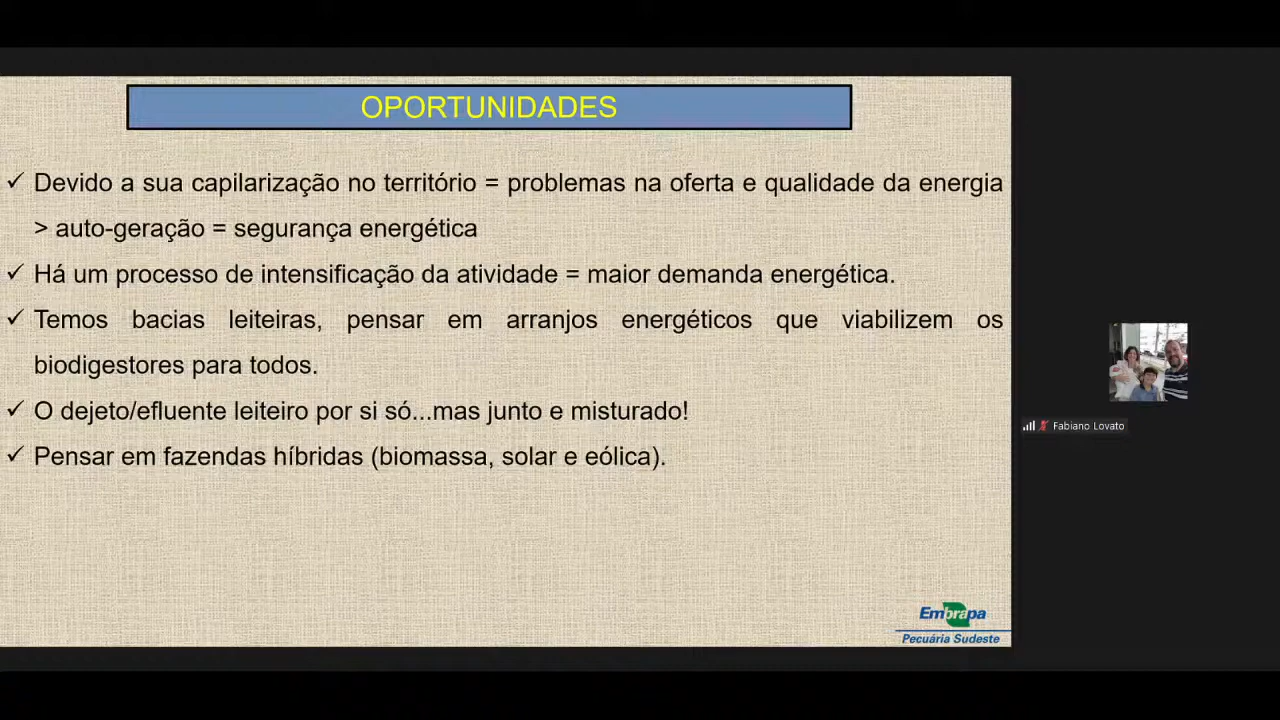 OPORTUNIDADES
Devido a sua capilarização no território = problemas na oferta e qualidade da energia
> auto-geração = segurança energética
Há um processo de intensificação da atividade = maior demanda energética.
Temos bacias leiteiras, pensar em arranjos energéticos que viabilizem os
biodigestores para todos.
O dejeto/efluente leiteiro por si só...mas junto e misturado!
Pensar em fazendas híbridas (biomassa, solar e eólica).
Fabiano Lovato
Embrapa
Pecuária Sudeste